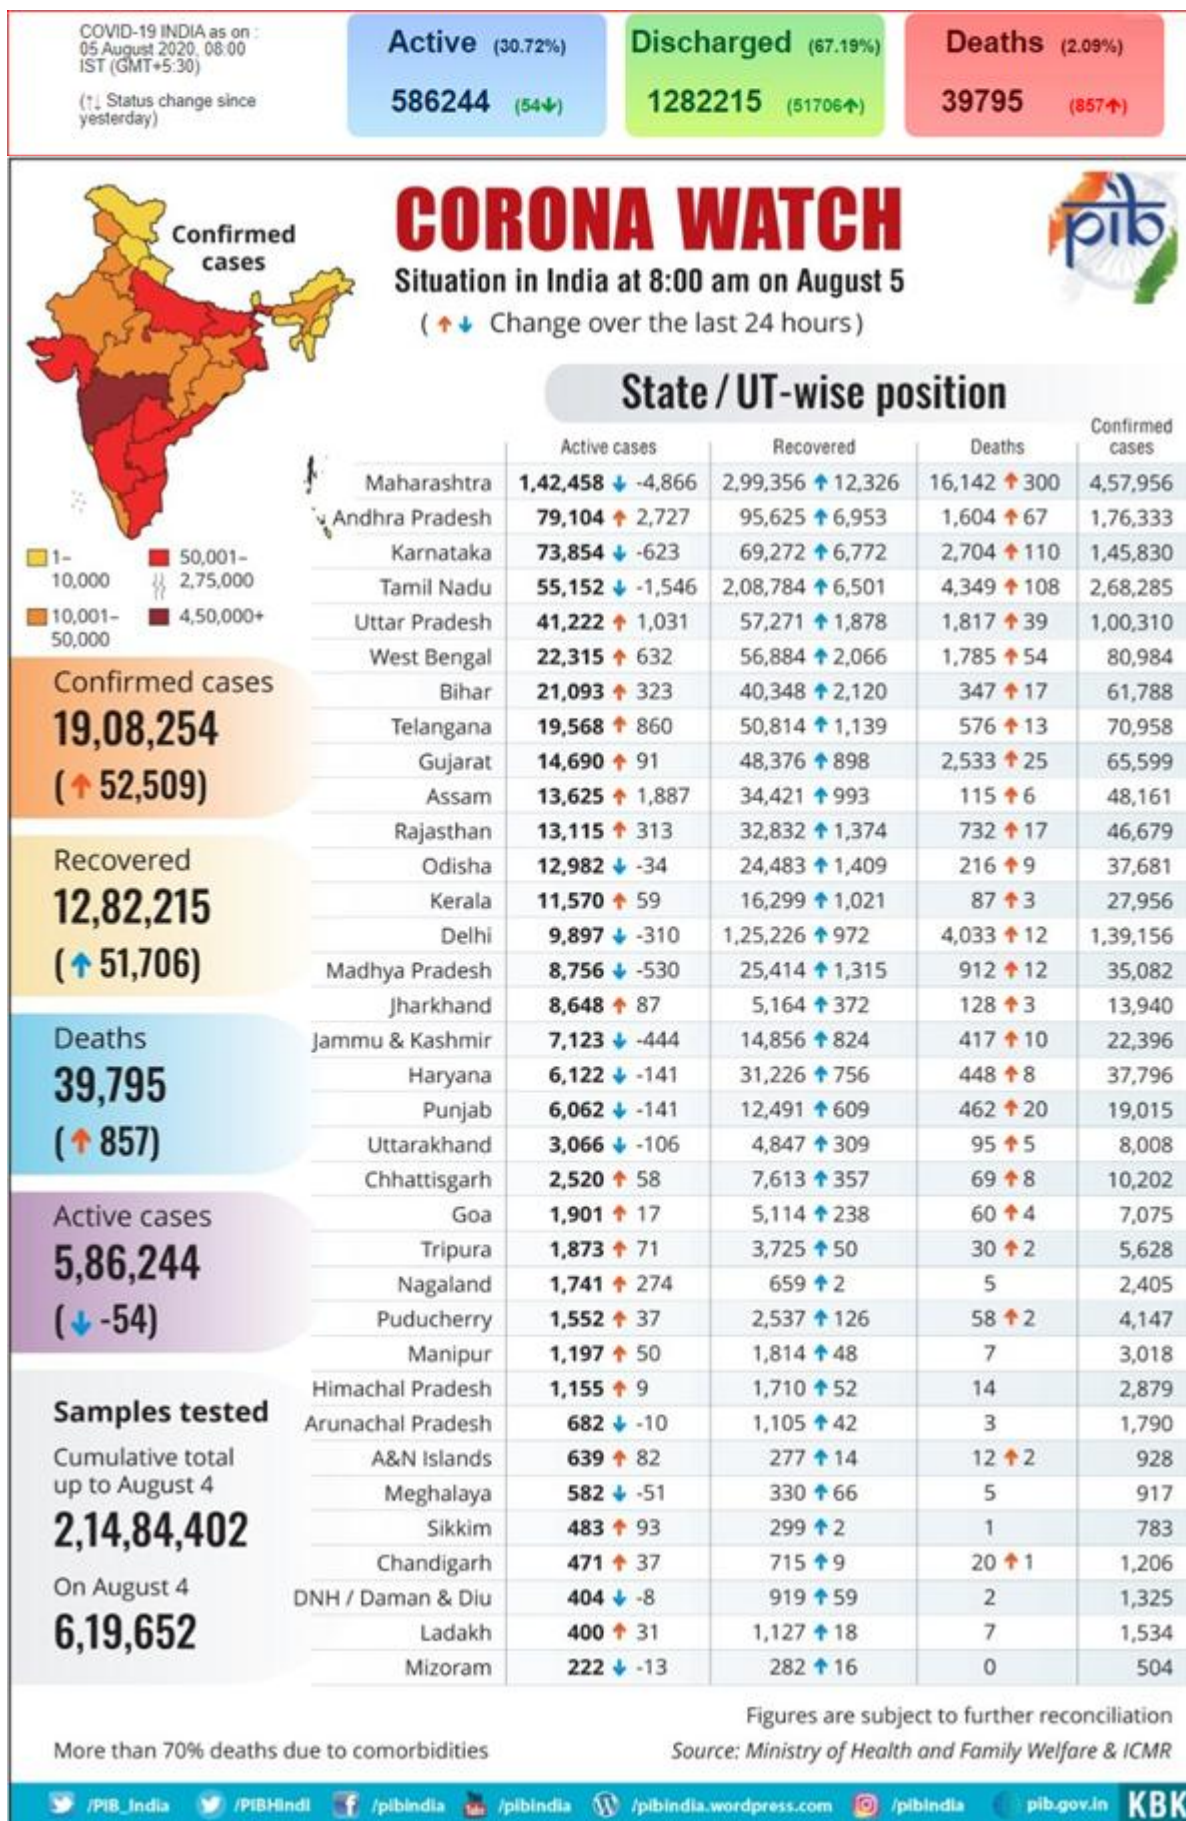 COVID-19 INDIA as on :
05 August 2020, 08:00
IST (GMT+5:30)
(↑↓ Status change since
yesterday)
Active (30.72%)
586244 (54↓)
Discharged (67.19%)
1282215 (51706↑)
Deaths (2.09%)
39795 (857↑)
CORONA WATCH
Situation in India at 8:00 am on August 5
(↑↓ Change over the last 24 hours)
pib
Confirmed
cases
1–
10,000
50,001–
2,75,000
10,001–
50,000
4,50,000+
Confirmed cases
19,08,254
(↑ 52,509)
Recovered
12,82,215
(↑ 51,706)
Deaths
39,795
(↑ 857)
Active cases
5,86,244
(↓ -54)
Samples tested
Cumulative total
up to August 4
2,14,84,402
On August 4
6,19,652
State / UT-wise position
Active cases Recovered Deaths Confirmed cases
Maharashtra 1,42,458 ↓ -4,866 2,99,356 ↑ 12,326 16,142 ↑ 300 4,57,956
Andhra Pradesh 79,104 ↑ 2,727 95,625 ↑ 6,953 1,604 ↑ 67 1,76,333
Karnataka 73,854 ↓ -623 69,272 ↑ 6,772 2,704 ↑ 110 1,45,830
Tamil Nadu 55,152 ↓ -1,546 2,08,784 ↑ 6,501 4,349 ↑ 108 2,68,285
Uttar Pradesh 41,222 ↑ 1,031 57,271 ↑ 1,878 1,817 ↑ 39 1,00,310
West Bengal 22,315 ↑ 632 56,884 ↑ 2,066 1,785 ↑ 54 80,984
Bihar 21,093 ↑ 323 40,348 ↑ 2,120 347 ↑ 17 61,788
Telangana 19,568 ↑ 860 50,814 ↑ 1,139 576 ↑ 13 70,958
Gujarat 14,690 ↑ 91 48,376 ↑ 898 2,533 ↑ 25 65,599
Assam 13,625 ↑ 1,887 34,421 ↑ 993 115 ↑ 6 48,161
Rajasthan 13,115 ↑ 313 32,832 ↑ 1,374 732 ↑ 17 46,679
Odisha 12,982 ↓ -34 24,483 ↑ 1,409 216 ↑ 9 37,681
Kerala 11,570 ↑ 59 16,299 ↑ 1,021 87 ↑ 3 27,956
Delhi 9,897 ↓ -310 1,25,226 ↑ 972 4,033 ↑ 12 1,39,156
Madhya Pradesh 8,756 ↓ -530 25,414 ↑ 1,315 912 ↑ 12 35,082
Jharkhand 8,648 ↑ 87 5,164 ↑ 372 128 ↑ 3 13,940
Jammu & Kashmir 7,123 ↓ -444 14,856 ↑ 824 417 ↑ 10 22,396
Haryana 6,122 ↓ -141 31,226 ↑ 756 448 ↑ 8 37,796
Punjab 6,062 ↓ -141 12,491 ↑ 609 462 ↑ 20 19,015
Uttarakhand 3,066 ↓ -106 4,847 ↑ 309 95 ↑ 5 8,008
Chhattisgarh 2,520 ↑ 58 7,613 ↑ 357 69 ↑ 8 10,202
Goa 1,901 ↑ 17 5,114 ↑ 238 60 ↑ 4 7,075
Tripura 1,873 ↑ 71 3,725 ↑ 50 30 ↑ 2 5,628
Nagaland 1,741 ↑ 274 659 ↑ 2 5 2,405
Puducherry 1,552 ↑ 37 2,537 ↑ 126 58 ↑ 2 4,147
Manipur 1,197 ↑ 50 1,814 ↑ 48 7 3,018
Himachal Pradesh 1,155 ↑ 9 1,710 ↑ 52 14 2,879
Arunachal Pradesh 682 ↓ -10 1,105 ↑ 42 3 1,790
A&N Islands 639 ↑ 82 277 ↑ 14 12 ↑ 2 928
Meghalaya 582 ↓ -51 330 ↑ 66 5 917
Sikkim 483 ↑ 93 299 ↑ 2 1 783
Chandigarh 471 ↑ 37 715 ↑ 9 20 ↑ 1 1,206
DNH / Daman & Diu 404 ↓ -8 919 ↑ 59 2 1,325
Ladakh 400 ↑ 31 1,127 ↑ 18 7 1,534
Mizoram 222 ↓ -13 282 ↑ 16 0 504
Figures are subject to further reconciliation
More than 70% deaths due to comorbidities
Source: Ministry of Health and Family Welfare & ICMR
/PIB_India /PIBHindi /pibindia /pibindia /pibindia.wordpress.com /pibindia pib.gov.in KBK